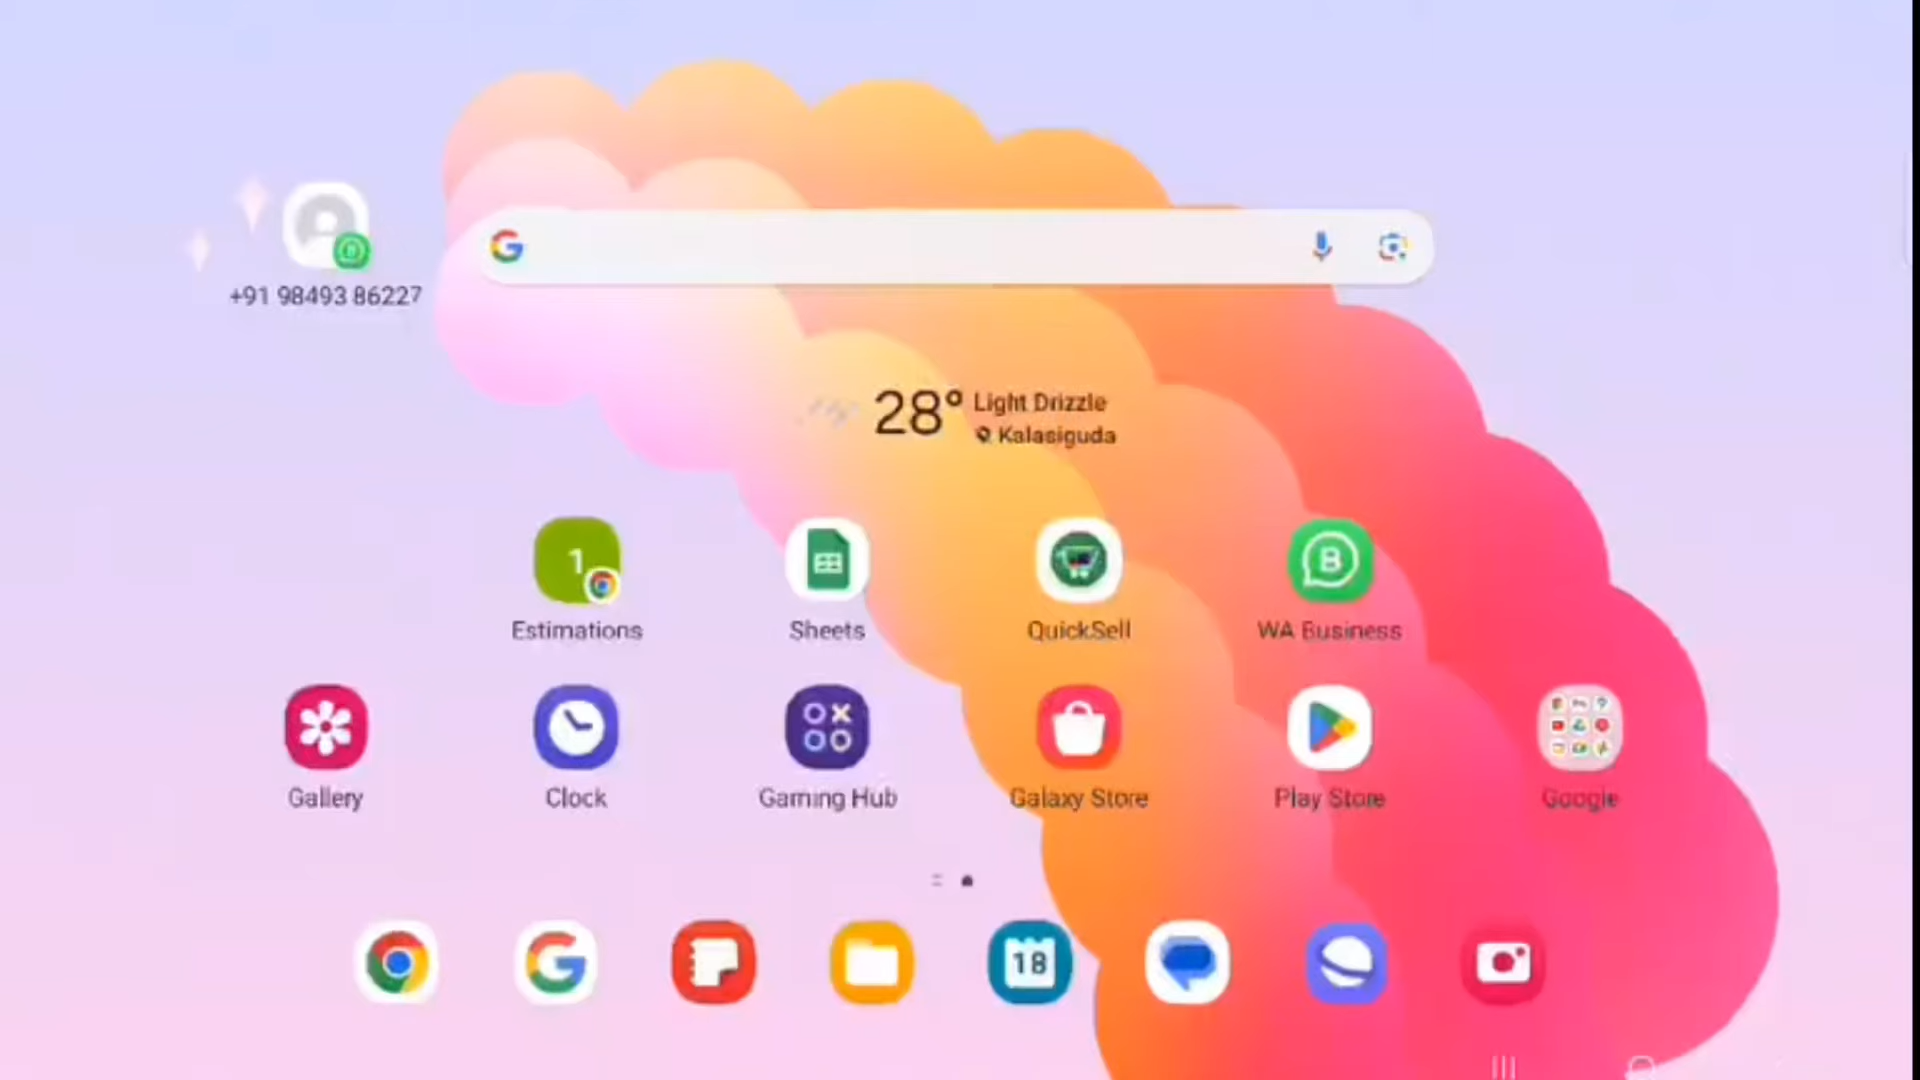 +91 98493 86227
28° Light Drizzle
Kalasiguda
1
B
Estimations Sheets QuickSell WA Business
Gallery Clock Gaming Hub Galaxy Store Play Store Google
18